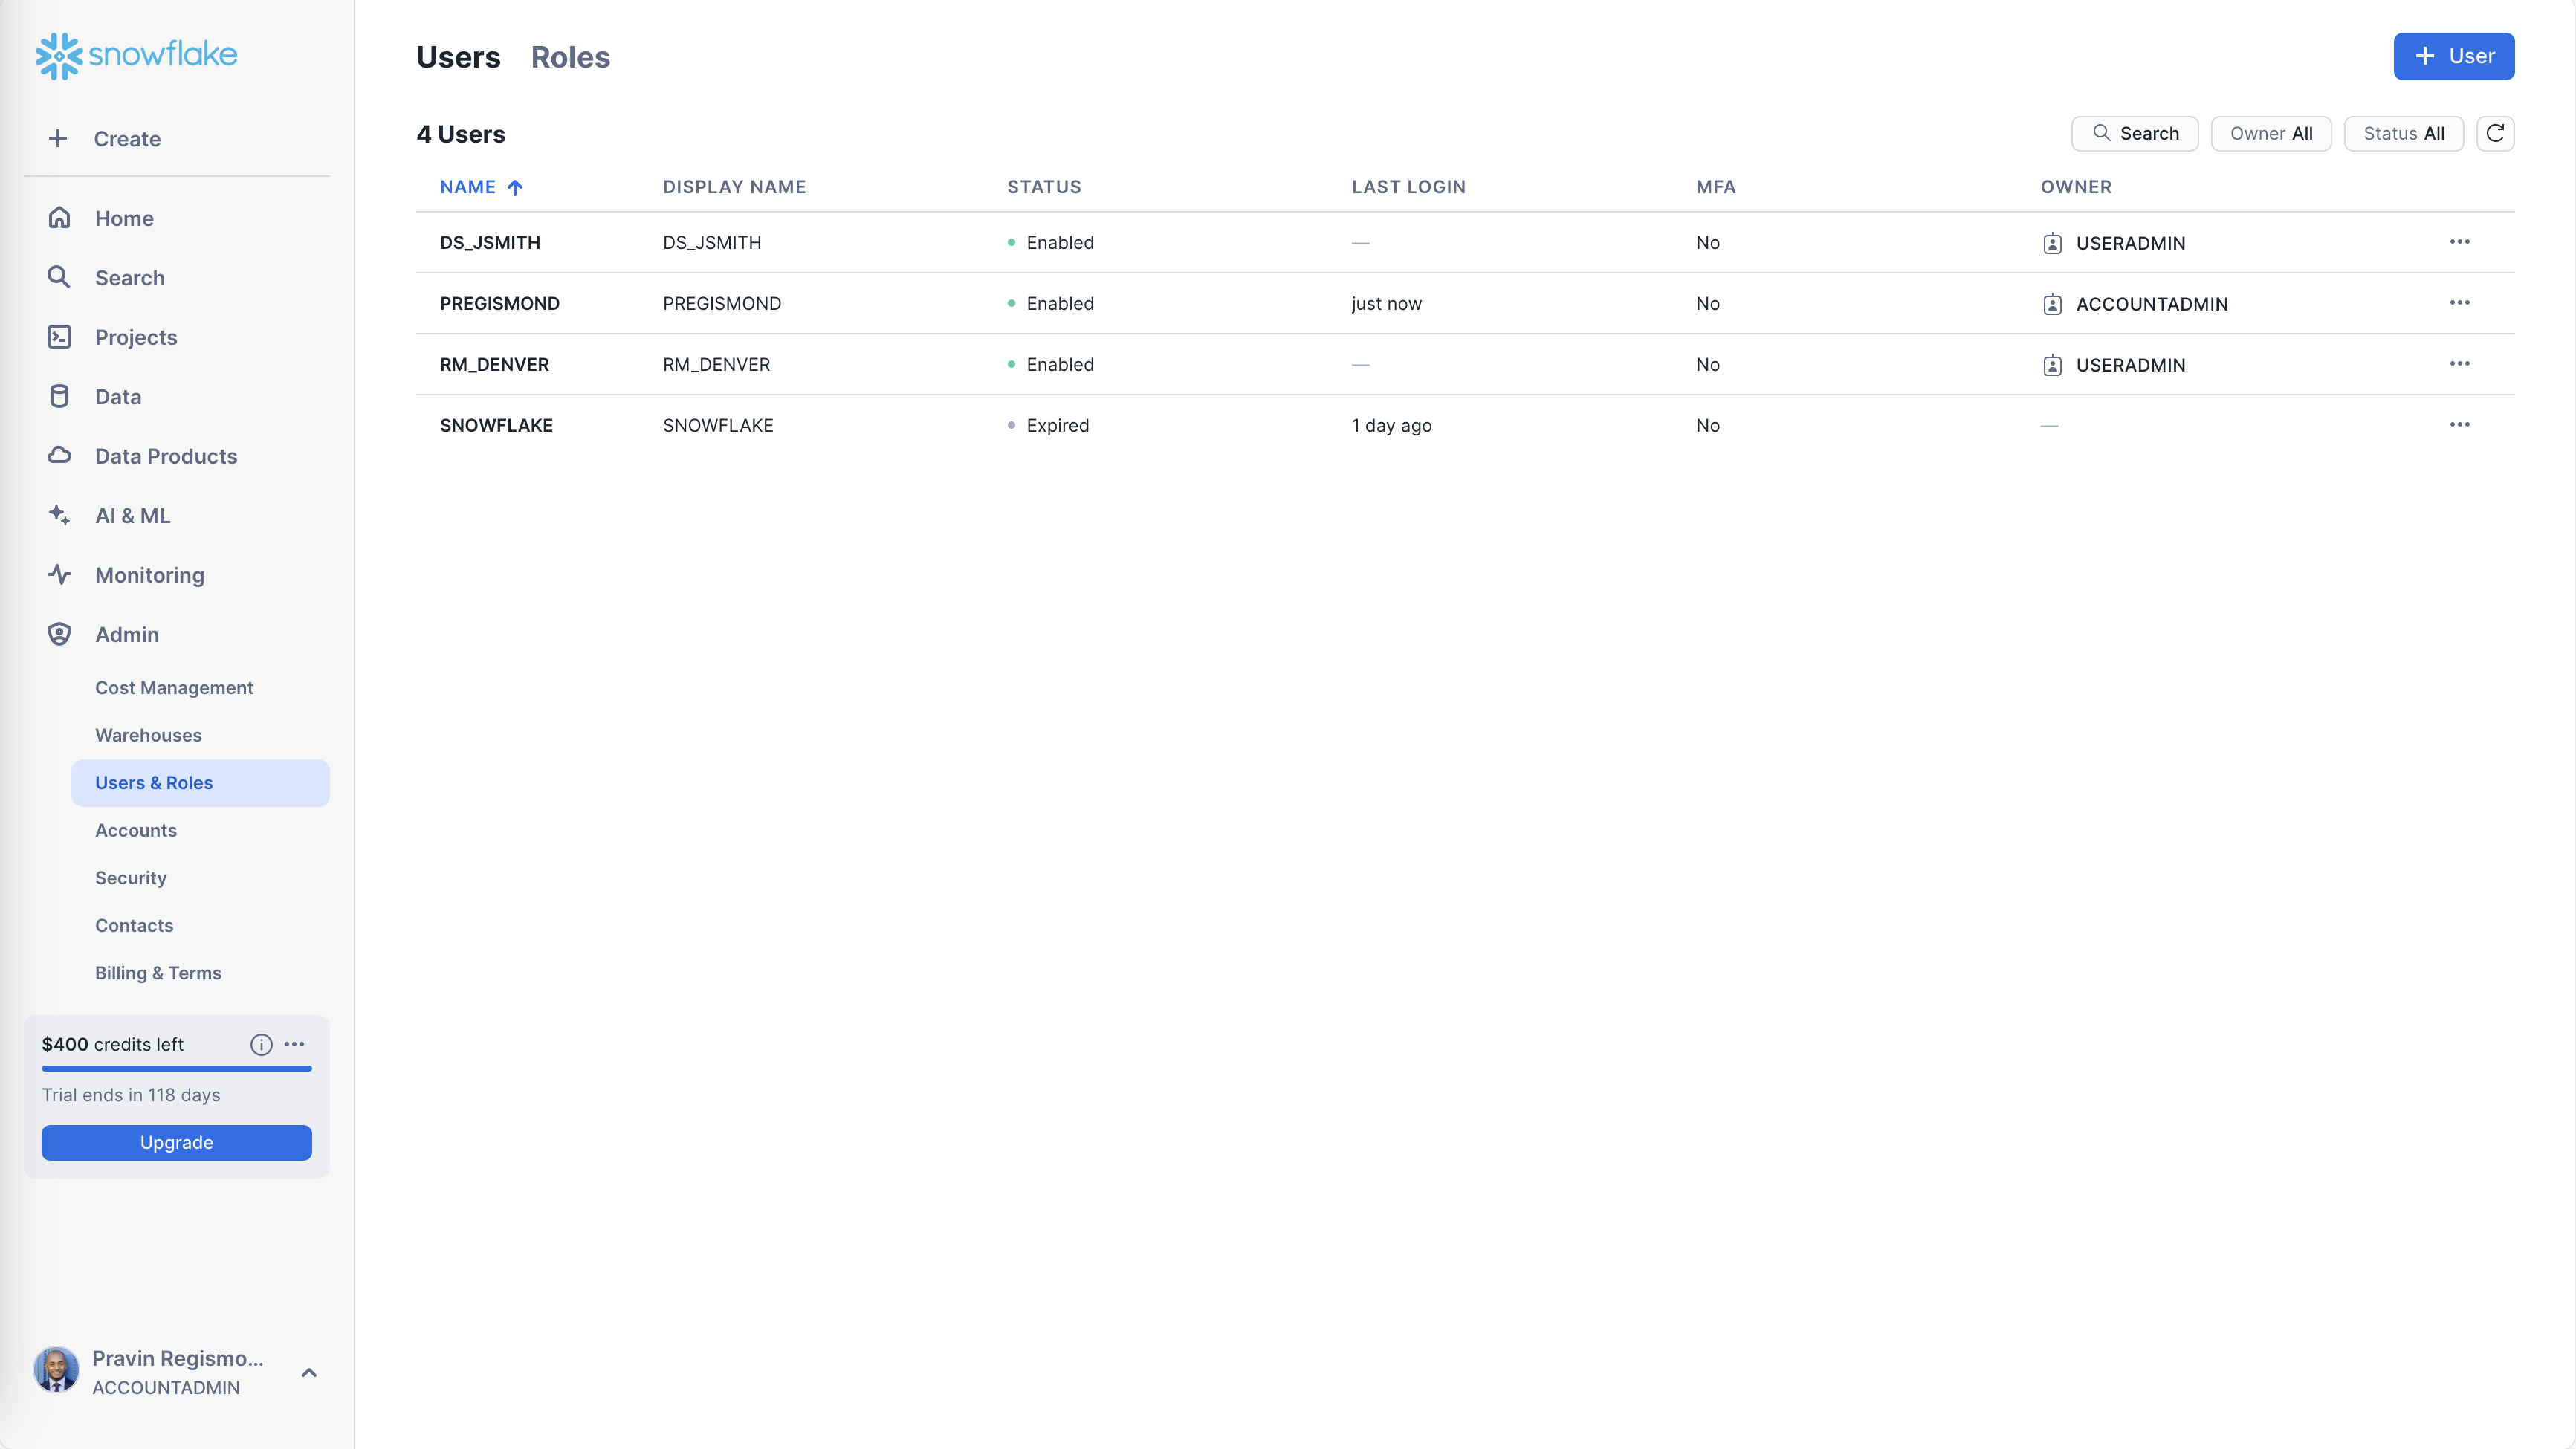 snowflake
Create
Home
Search
Projects
Data
Data Products
AI & ML
Monitoring
Admin
Cost Management
Warehouses
Users & Roles
Accounts
Security
Contacts
Billing & Terms
$400 credits left
Trial ends in 118 days
Upgrade
Pravin Regismo...
ACCOUNTADMIN
Users Roles
+ User
4 Users
Search Owner All Status All
NAME DISPLAY NAME STATUS LAST LOGIN MFA OWNER
DS_JSMITH DS_JSMITH Enabled — No USERADMIN
PREGISMOND PREGISMOND Enabled just now No ACCOUNTADMIN
RM_DENVER RM_DENVER Enabled — No USERADMIN
SNOWFLAKE SNOWFLAKE Expired 1 day ago No —